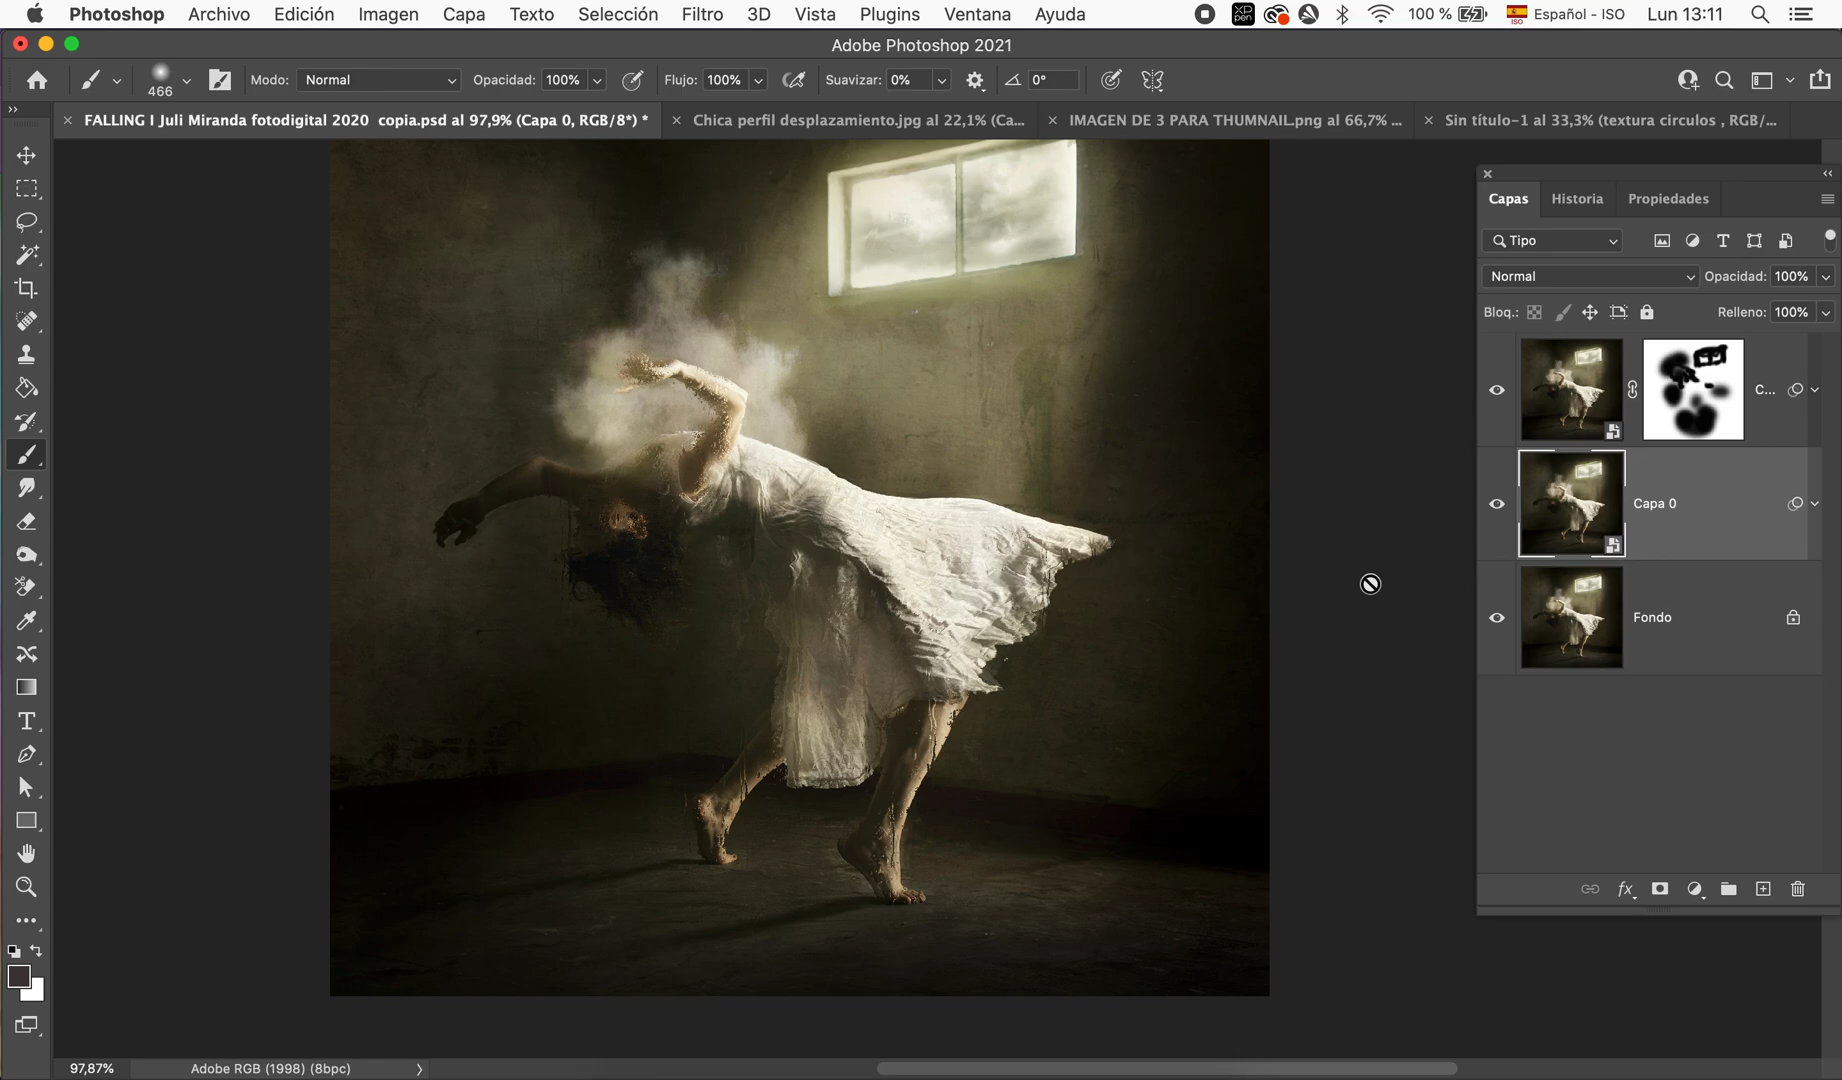 Photoshop Archivo Edición Imagen Capa Texto Selección Filtro 3D Vista Plugins Ventana Ayuda XP pen 100 % ISO Español - ISO Lun 13:11
Adobe Photoshop 2021
466 Modo: Normal Opacidad: 100% Flujo: 100% Suavizar: 0% 0°
FALLING I Juli Miranda fotodigital 2020 copia.psd al 97,9% (Capa 0, RGB/8*) * Chica perfil desplazamiento.jpg al 22,1% (Ca... IMAGEN DE 3 PARA THUMNAIL.png al 66,7% ... Sin título-1 al 33,3% (textura circulos , RGB/...
Capas Historia Propiedades
Tipo
Normal Opacidad: 100%
Bloq.: Relleno: 100%
C...
Capa 0
Fondo
fx
97,87% Adobe RGB (1998) (8bpc)